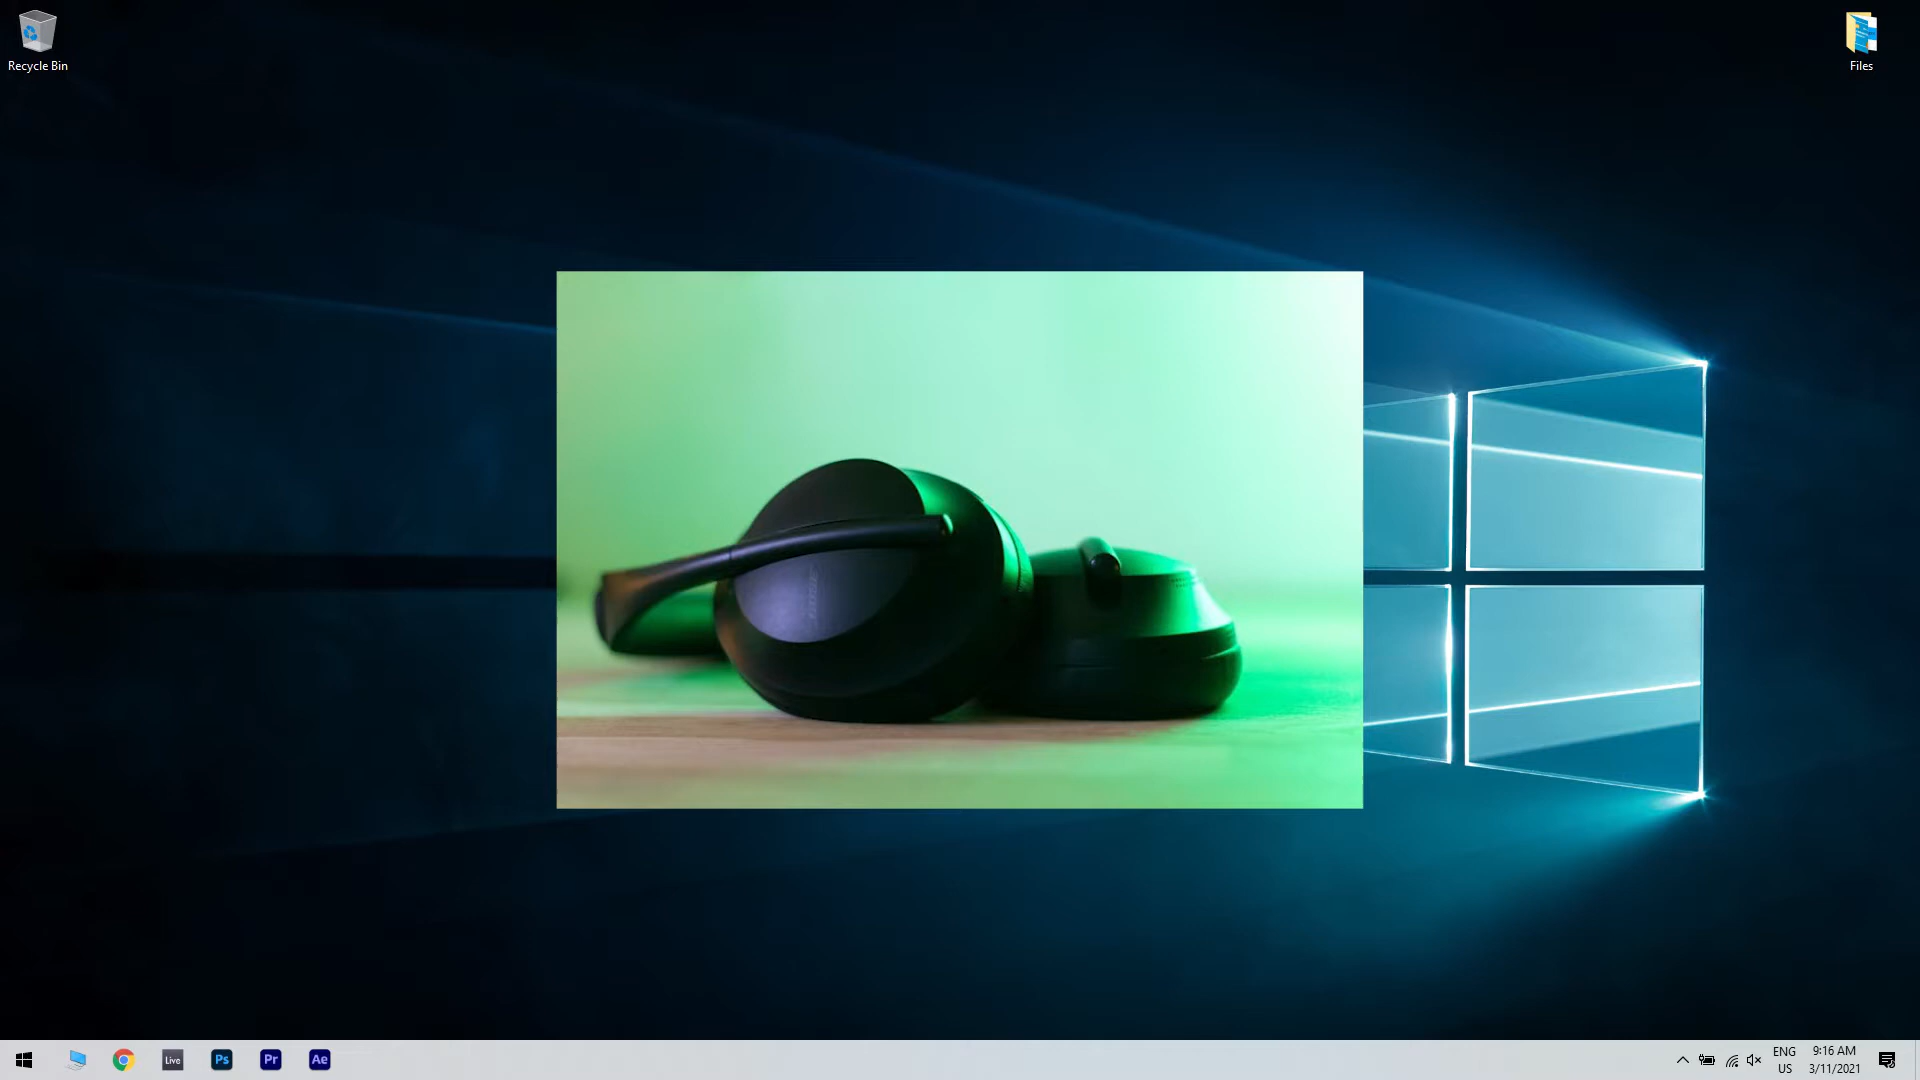 Recycle Bin
Files
Live
Ps
Pr
Ae
ENG
US
9:16 AM
3/11/2021